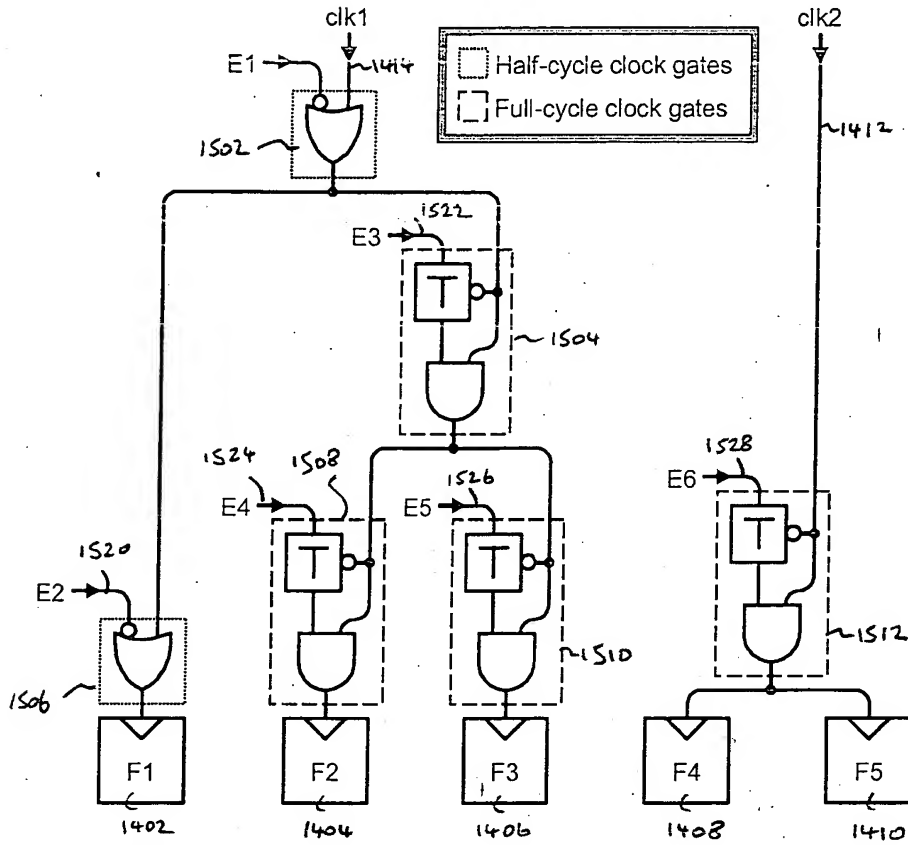 clk1
clk2
E1
1414
Half-cycle clock gates
Full-cycle clock gates
1502
1412
1522
E3
T
1504
1524
1508
1526
1528
E4
E5
E6
T
T
T
1520
E2
1510
1512
1506
F1
F2
F3
F4
F5
1402
1404
1406
1408
1410